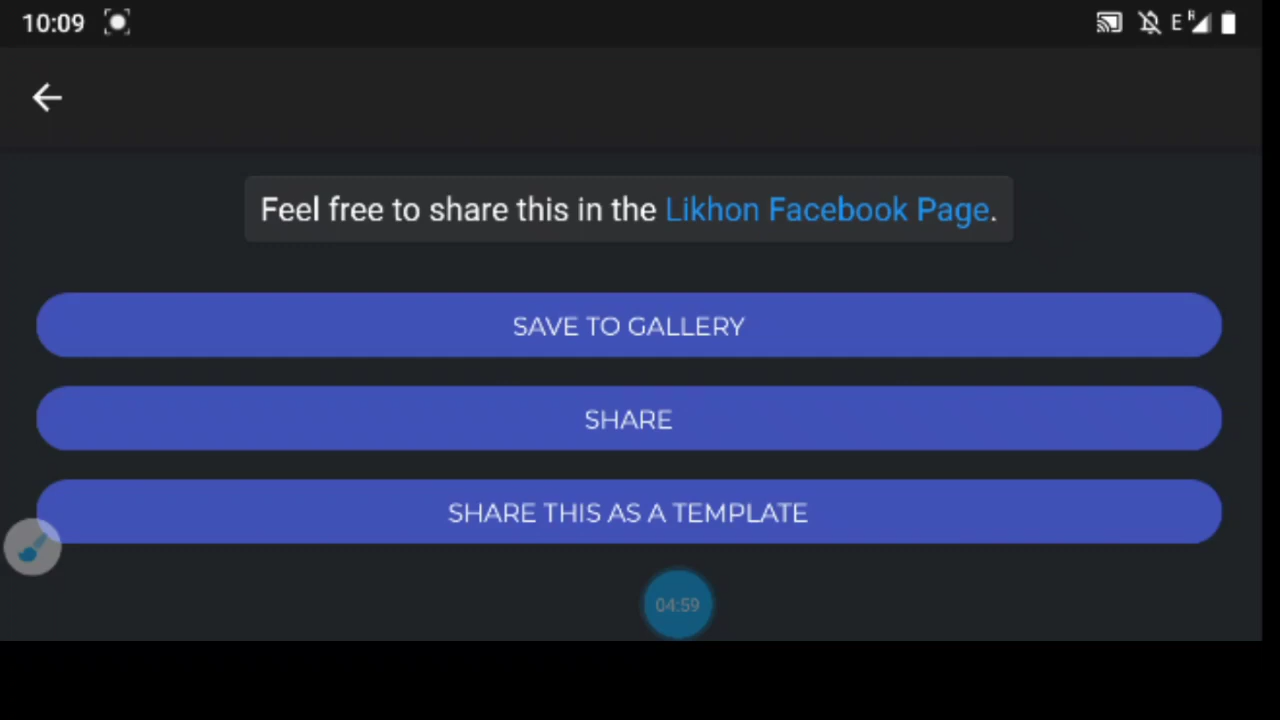 10:09
E R
Feel free to share this in the Likhon Facebook Page.
SAVE TO GALLERY
SHARE
SHARE THIS AS A TEMPLATE
04:59